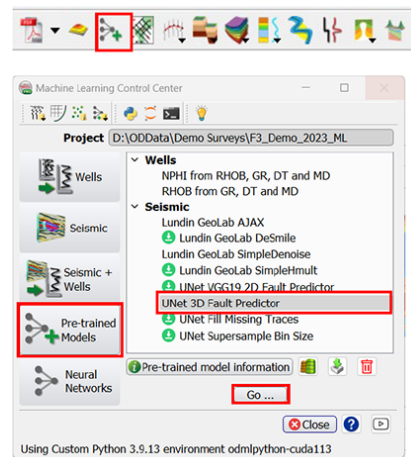 Machine Learning Control Center
Project D:\ODData\Demo Surveys\F3_Demo_2023_ML
Wells
Seismic
Seismic +
Wells
Pre-trained
Models
Neural
Networks
Wells
NPHI from RHOB, GR, DT and MD
RHOB from GR, DT and MD
Seismic
Lundin GeoLab AJAX
Lundin GeoLab DeSmile
Lundin GeoLab SimpleDenoise
Lundin GeoLab SimpleHmult
UNet VGG19 2D Fault Predictor
UNet 3D Fault Predictor
UNet Fill Missing Traces
UNet Supersample Bin Size
Pre-trained model information
Go ...
Close
Using Custom Python 3.9.13 environment odmlpython-cuda113